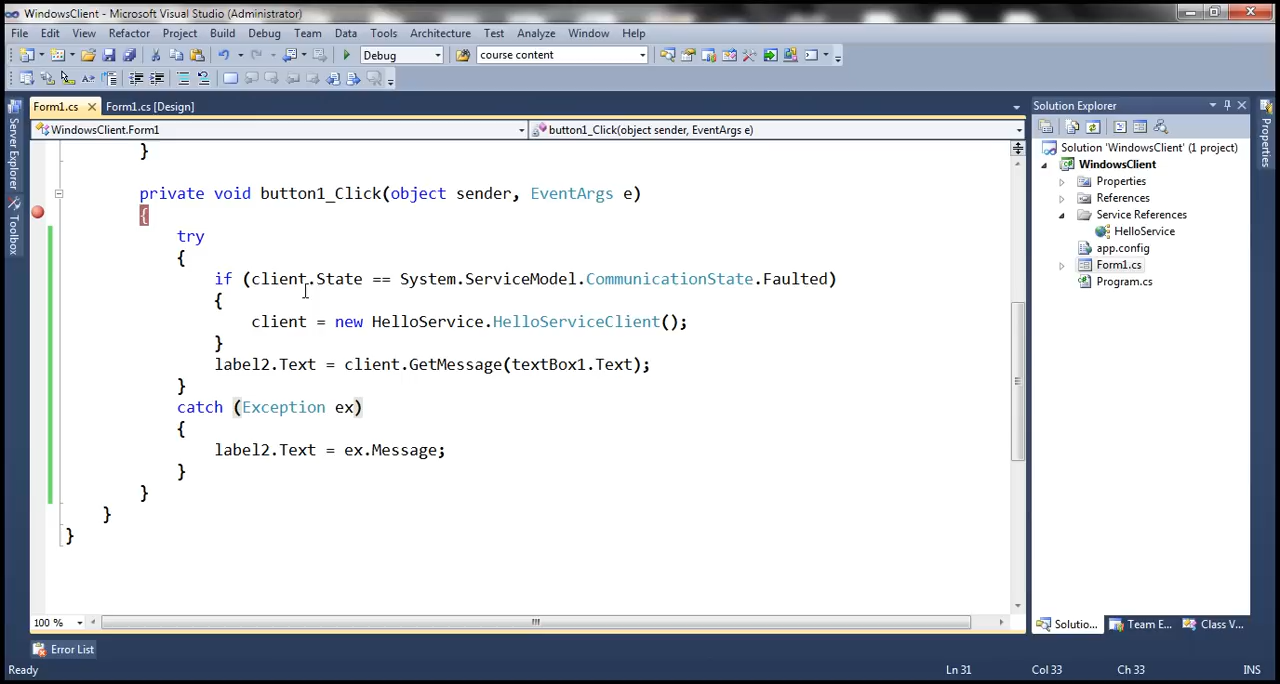 WindowsClient - Microsoft Visual Studio (Administrator)
File Edit View Refactor Project Build Debug Team Data Tools Architecture Test Analyze Window Help
Debug course content
Form1.cs Form1.cs [Design]
WindowsClient.Form1 button1_Click(object sender, EventArgs e)
}
private void button1_Click(object sender, EventArgs e)
{
try
{
if (client.State == System.ServiceModel.CommunicationState.Faulted)
{
client = new HelloService.HelloServiceClient();
}
label2.Text = client.GetMessage(textBox1.Text);
}
catch (Exception ex)
{
label2.Text = ex.Message;
}
}
}
}
100 %
Error List
Ready Ln 31 Col 33 Ch 33 INS
Server Explorer
Toolbox
Solution Explorer
Solution 'WindowsClient' (1 project)
WindowsClient
Properties
References
Service References
HelloService
app.config
Form1.cs
Program.cs
Solutio... Team E... Class V...
Properties